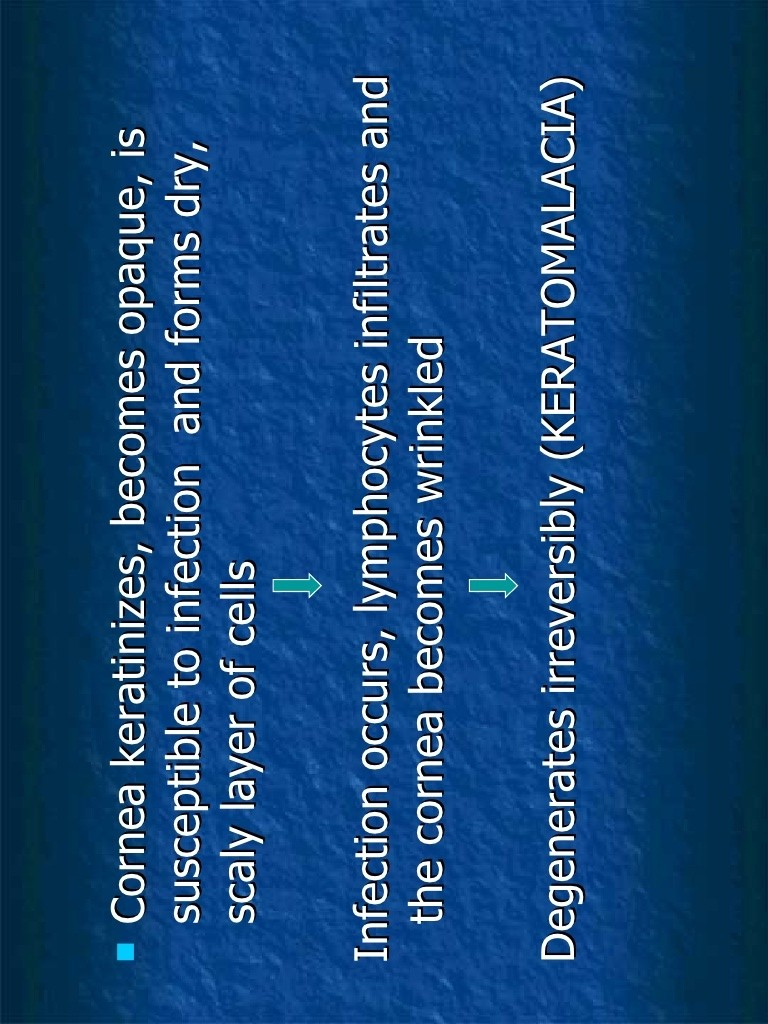 Cornea keratinizes, becomes opaque, is
susceptible to infection  and forms dry,
scaly layer of cells
Infection occurs, lymphocytes infiltrates and
the cornea becomes wrinkled
Degenerates irreversibly (KERATOMALACIA)